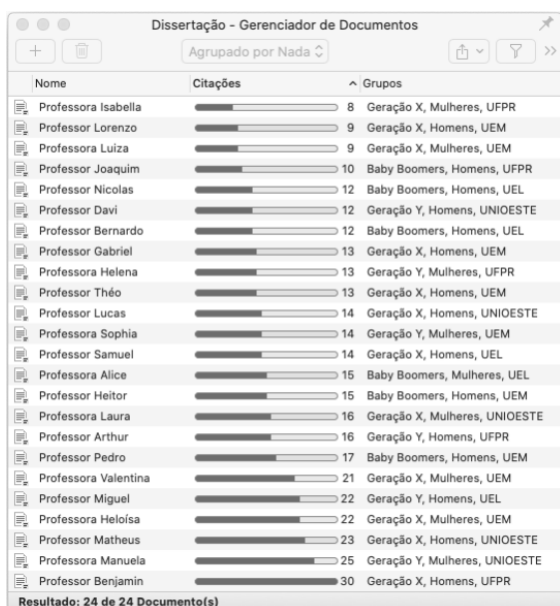 Dissertação - Gerenciador de Documentos
Agrupado por Nada
Nome Citações Grupos
Professora Isabella 8 Geração X, Mulheres, UFPR
Professor Lorenzo 9 Geração X, Homens, UEM
Professora Luiza 9 Geração X, Mulheres, UEM
Professor Joaquim 10 Baby Boomers, Homens, UFPR
Professor Nicolas 12 Baby Boomers, Homens, UEL
Professor Davi 12 Geração Y, Homens, UNIOESTE
Professor Bernardo 12 Baby Boomers, Homens, UEL
Professor Gabriel 13 Geração X, Homens, UEM
Professora Helena 13 Geração Y, Mulheres, UFPR
Professor Théo 13 Geração X, Homens, UEM
Professor Lucas 14 Geração X, Homens, UNIOESTE
Professora Sophia 14 Geração Y, Mulheres, UEM
Professor Samuel 14 Geração X, Homens, UEL
Professora Alice 15 Baby Boomers, Mulheres, UEL
Professor Heitor 15 Baby Boomers, Homens, UEM
Professora Laura 16 Geração X, Mulheres, UNIOESTE
Professor Arthur 16 Geração Y, Homens, UFPR
Professor Pedro 17 Baby Boomers, Homens, UEM
Professora Valentina 21 Geração X, Mulheres, UEM
Professor Miguel 22 Geração Y, Homens, UEL
Professora Heloísa 22 Geração X, Mulheres, UEM
Professor Matheus 23 Geração X, Homens, UNIOESTE
Professora Manuela 25 Geração Y, Mulheres, UNIOESTE
Professor Benjamin 30 Geração X, Homens, UFPR
Resultado: 24 de 24 Documento(s)